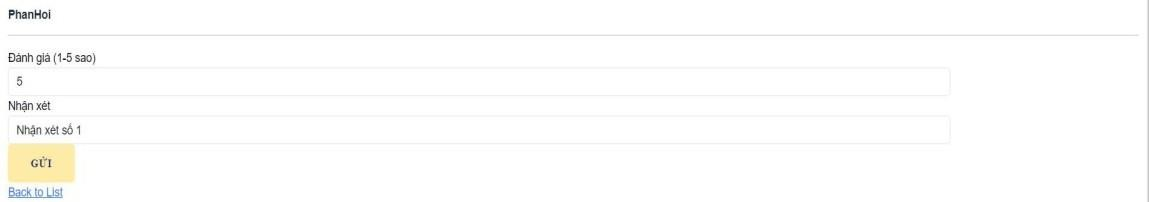 PhanHoi
Đánh giá (1-5 sao)
5
Nhận xét
Nhận xét số 1
GỬI
Back to List